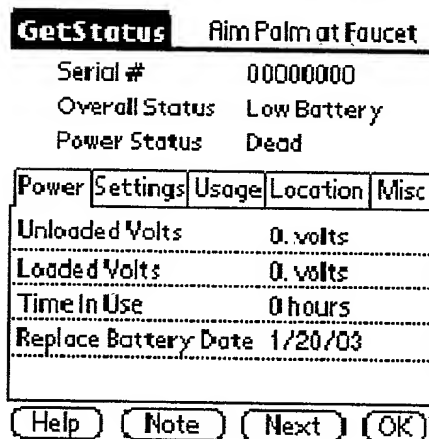 GetStatus Aim Palm at Faucet
Serial # 00000000
Overall Status Low Battery
Power Status Dead
Power Settings Usage Location Misc
Unloaded Volts 0. volts
Loaded Volts 0. volts
Time In Use 0 hours
Replace Battery Date 1/20/03
Help Note Next OK